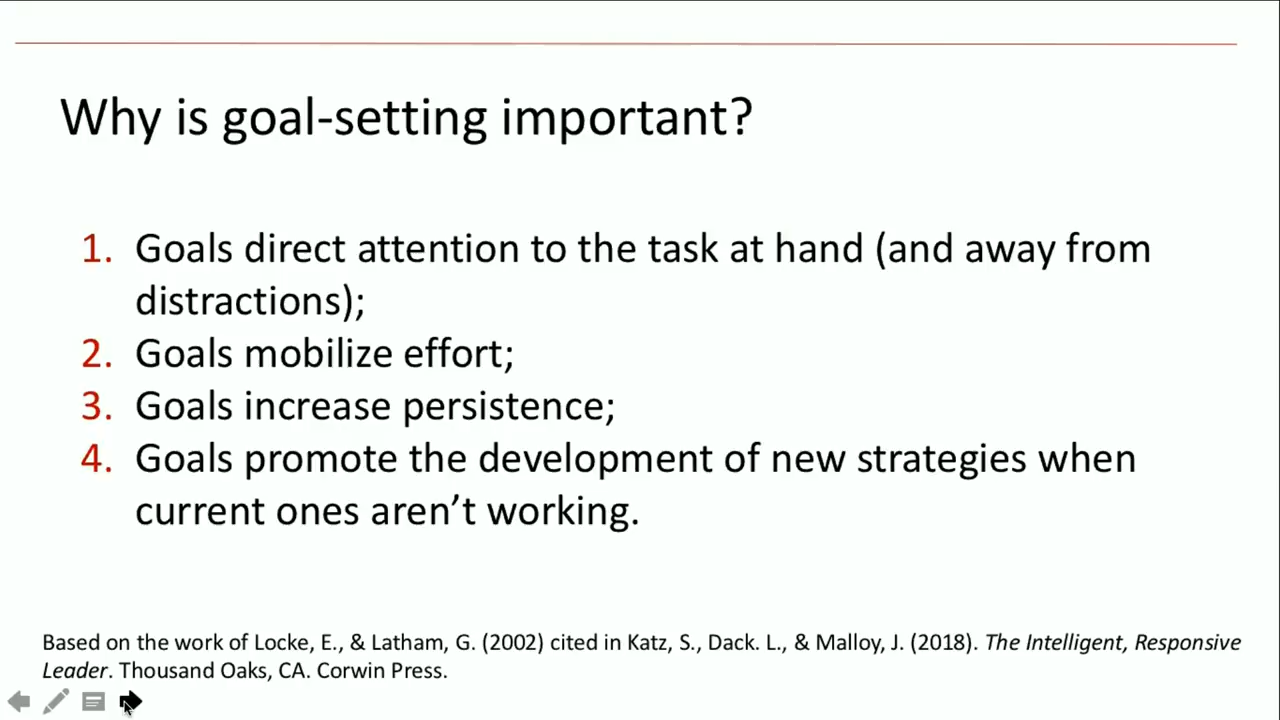 Why is goal-setting important?
1. Goals direct attention to the task at hand (and away from
distractions);
2. Goals mobilize effort;
3. Goals increase persistence;
4. Goals promote the development of new strategies when
current ones aren’t working.
Based on the work of Locke, E., & Latham, G. (2002) cited in Katz, S., Dack. L., & Malloy, J. (2018). The Intelligent, Responsive
Leader. Thousand Oaks, CA. Corwin Press.